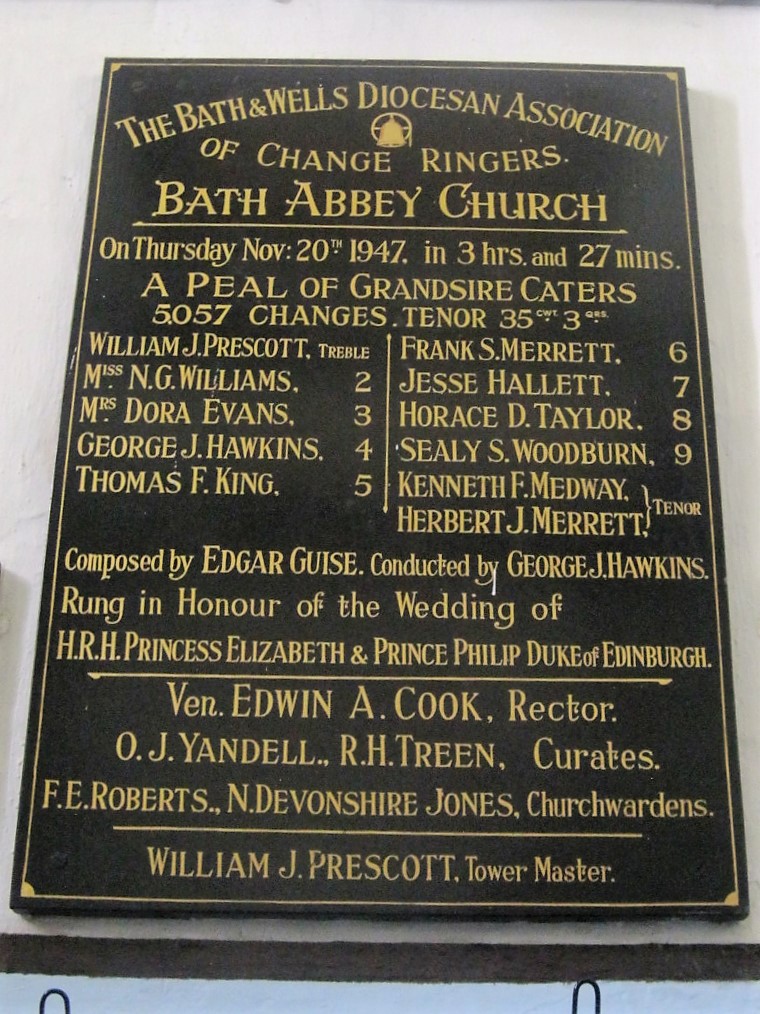 THE BATH & WELLS DIOCESAN ASSOCIATION
OF CHANGE RINGERS.
BATH ABBEY CHURCH
On Thursday Nov: 20TH 1947. in 3 hrs. and 27 mins.
A PEAL OF GRANDSIRE CATERS
5,057 CHANGES. TENOR 35 CWT. 3 QRS.
WILLIAM J. PRESCOTT, TREBLE
MISS N.G. WILLIAMS, 2
MRS DORA EVANS, 3
GEORGE J. HAWKINS, 4
THOMAS F. KING, 5
FRANK S. MERRETT, 6
JESSE HALLETT, 7
HORACE D. TAYLOR, 8
SEALY S. WOODBURN, 9
KENNETH F. MEDWAY,
HERBERT J. MERRETT, } TENOR
Composed by EDGAR GUISE. Conducted by GEORGE J. HAWKINS.
Rung in Honour of the Wedding of
H.R.H. PRINCESS ELIZABETH & PRINCE PHILIP DUKE of EDINBURGH.
Ven. EDWIN A. COOK, Rector.
O.J. YANDELL., R.H. TREEN, Curates.
F.E. ROBERTS., N. DEVONSHIRE JONES, Churchwardens.
WILLIAM J. PRESCOTT, Tower Master.